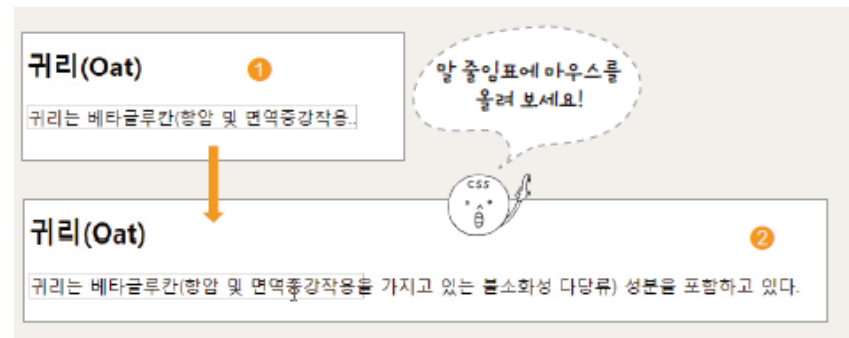 귀리(Oat)
1
귀리는 베타글루칸(항암 및 면역증강작용..
말 줄임표에 마우스를
올려 보세요!
CSS
귀리(Oat)
2
귀리는 베타글루칸(항암 및 면역증강작용을 가지고 있는 불소화성 다당류) 성분을 포함하고 있다.